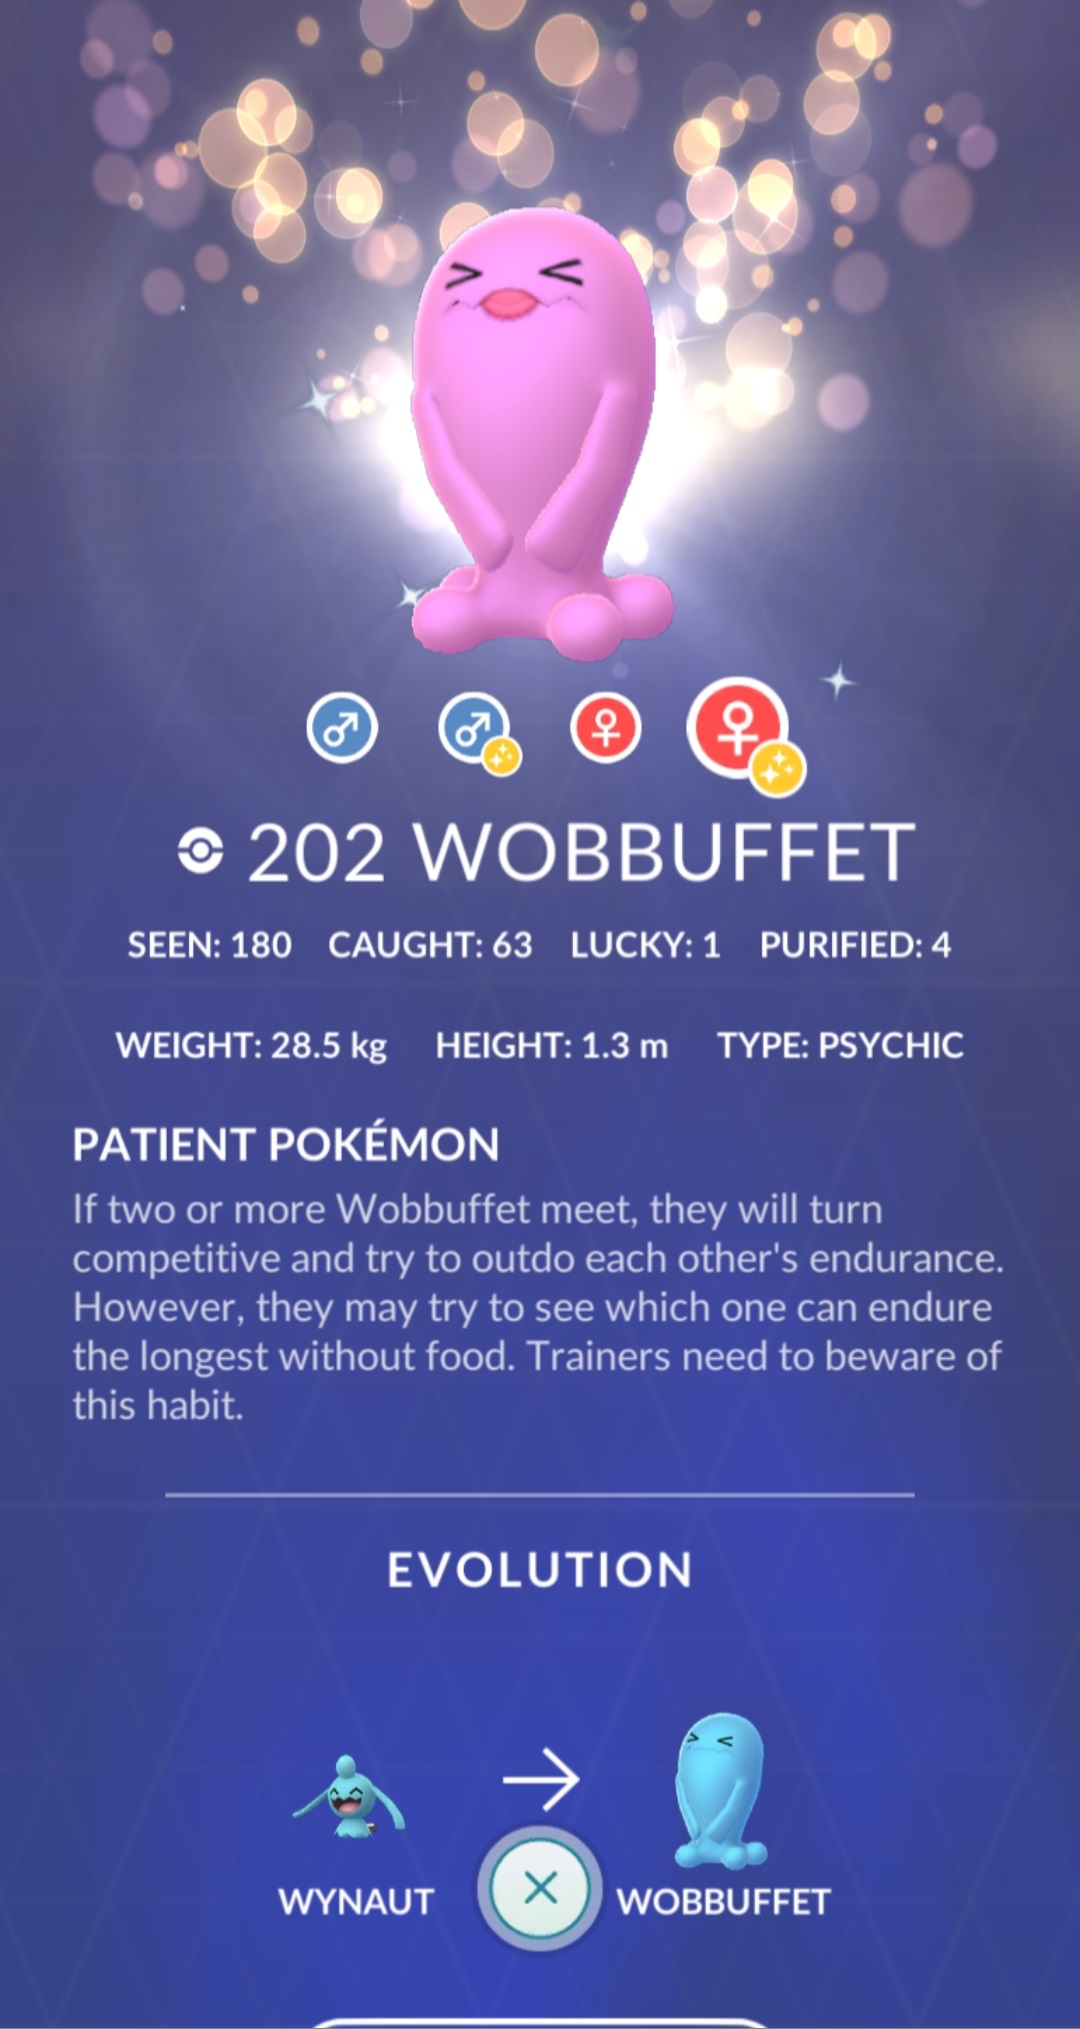 202 WOBBUFFET
SEEN: 180 CAUGHT: 63 LUCKY: 1 PURIFIED: 4
WEIGHT: 28.5 kg HEIGHT: 1.3 m TYPE: PSYCHIC
PATIENT POKÉMON
If two or more Wobbuffet meet, they will turn
competitive and try to outdo each other's endurance.
However, they may try to see which one can endure
the longest without food. Trainers need to beware of
this habit.
EVOLUTION
WYNAUT WOBBUFFET